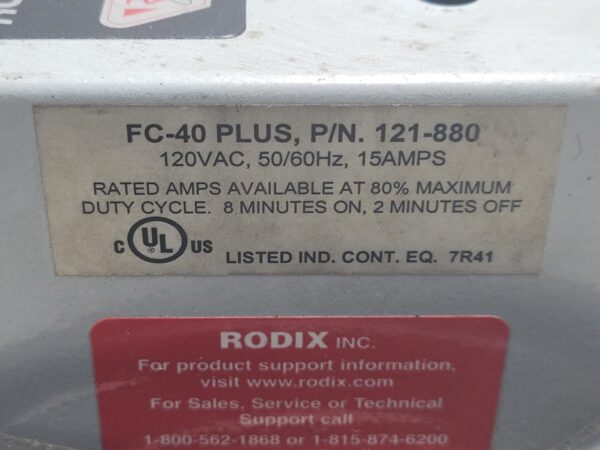 FC-40 PLUS, P/N. 121-880
120VAC, 50/60Hz, 15AMPS
RATED AMPS AVAILABLE AT 80% MAXIMUM
DUTY CYCLE. 8 MINUTES ON, 2 MINUTES OFF
C UL US LISTED IND. CONT. EQ. 7R41
RODIX INC.
For product support information,
visit www.rodix.com
For Sales, Service or Technical
Support call
1-800-562-1868 or 1-815-874-6200